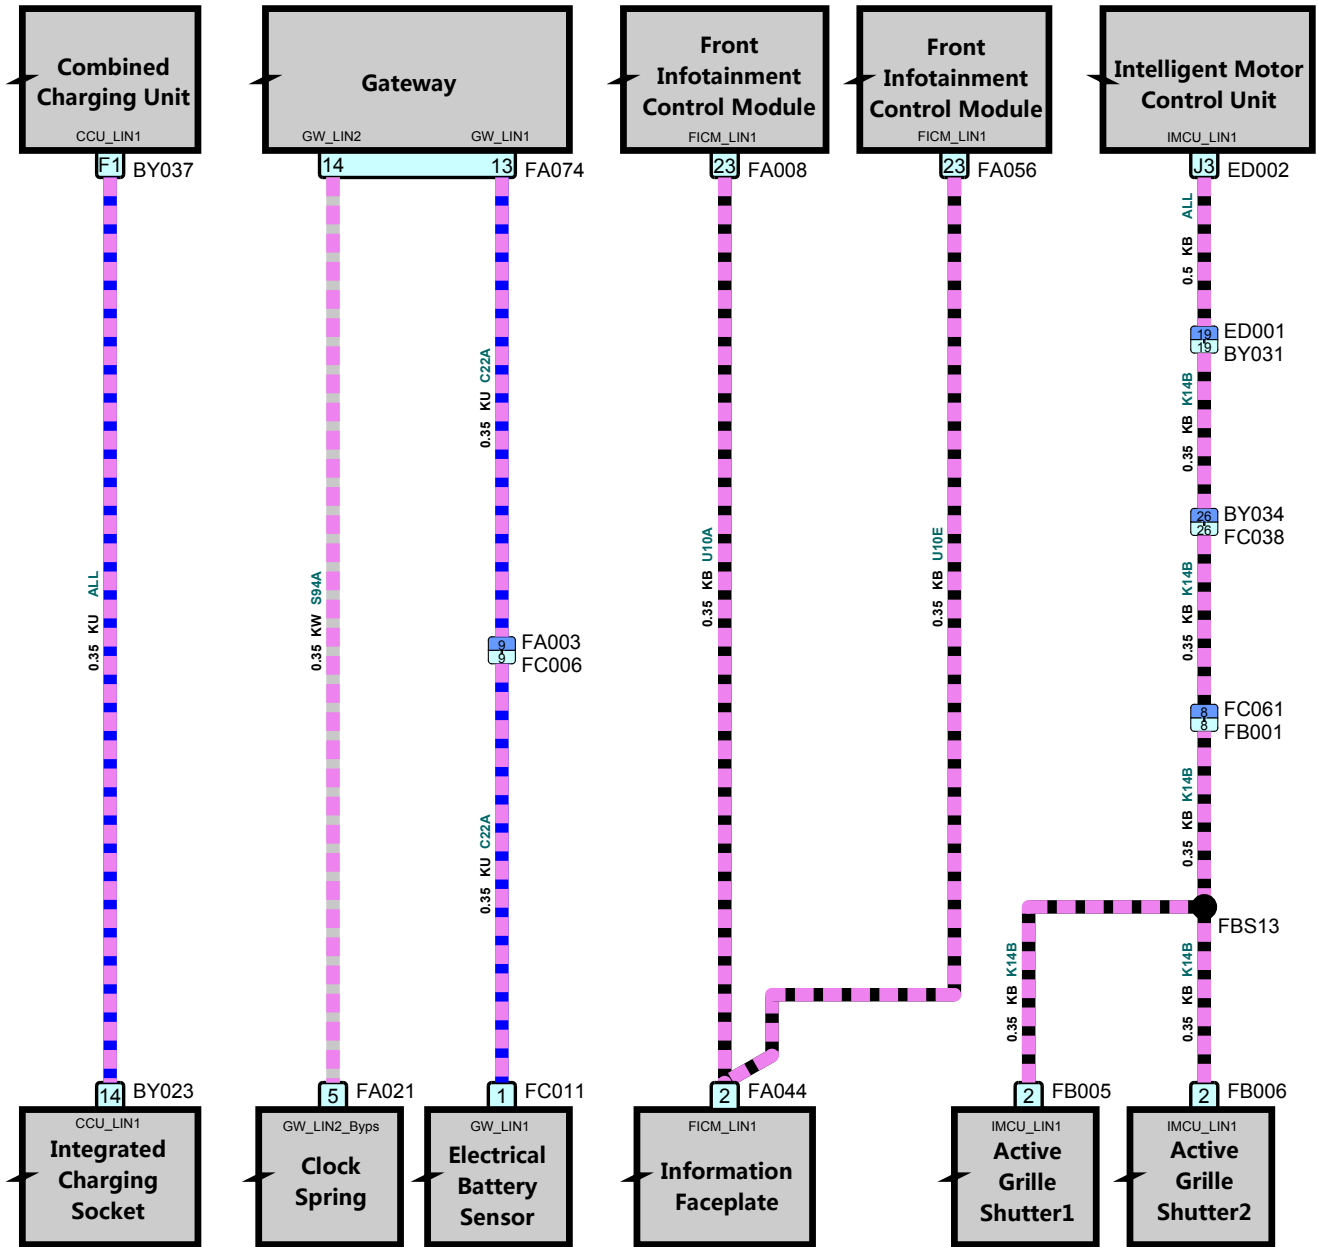 Combined
Charging Unit
CCU_LIN1
F1
BY037
Gateway
GW_LIN2
GW_LIN1
14
13
FA074
Front
Infotainment
Control Module
FICM_LIN1
23
FA008
Front
Infotainment
Control Module
FICM_LIN1
23
FA056
Intelligent Motor
Control Unit
IMCU_LIN1
J3
ED002
0.5 KB ALL
19
19
ED001
BY031
0.35 KU C22A
0.35 KB K14B
26
26
BY034
FC038
0.35 KU ALL
0.35 KW S94A
0.35 KB U10A
0.35 KB U10E
0.35 KB K14B
9
9
FA003
FC006
8
8
FC061
FB001
0.35 KU C22A
0.35 KB K14B
FBS13
0.35 KB K14B
0.35 KB K14B
14
BY023
CCU_LIN1
Integrated
Charging
Socket
5
FA021
GW_LIN2_Byps
Clock
Spring
1
FC011
GW_LIN1
Electrical
Battery
Sensor
2
FA044
FICM_LIN1
Information
Faceplate
2
FB005
IMCU_LIN1
Active
Grille
Shutter1
2
FB006
IMCU_LIN1
Active
Grille
Shutter2